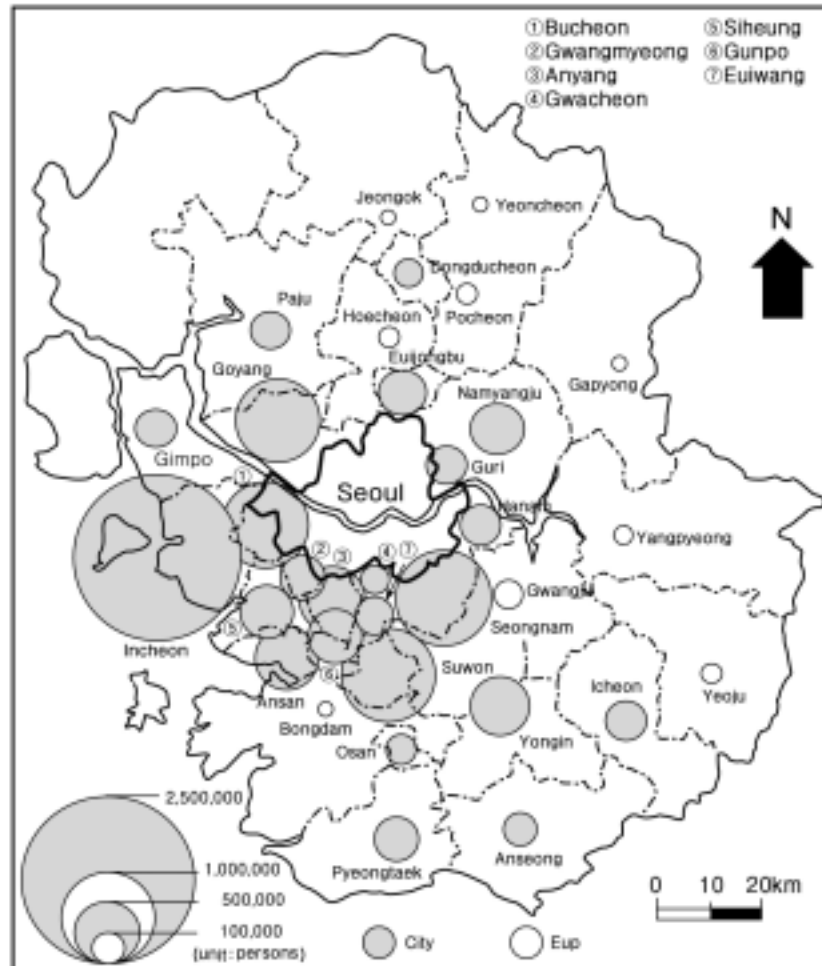 ①Bucheon ⑤Siheung
②Gwangmyeong ⑥Gunpo
③Anyang ⑦Euiwang
④Gwacheon
Jeongok
Yeoncheon
N
Dongducheon
Paju
Pocheon
Hoecheon
Euijongbu
Goyang
Gapyong
Namyangju
Gimpo
Guri
①
Seoul
Hanam
Yangpyeong
② ③ ④ ⑦
Gwangju
⑤
Seongnam
Incheon
Suwon
⑥
Icheon
Yeoju
Ansan
Bongdam
Osan
Yongin
2,500,000
Anseong
Pyeongtaek
1,000,000
500,000
0 10 20km
100,000
(unit:persons)
City
Eup